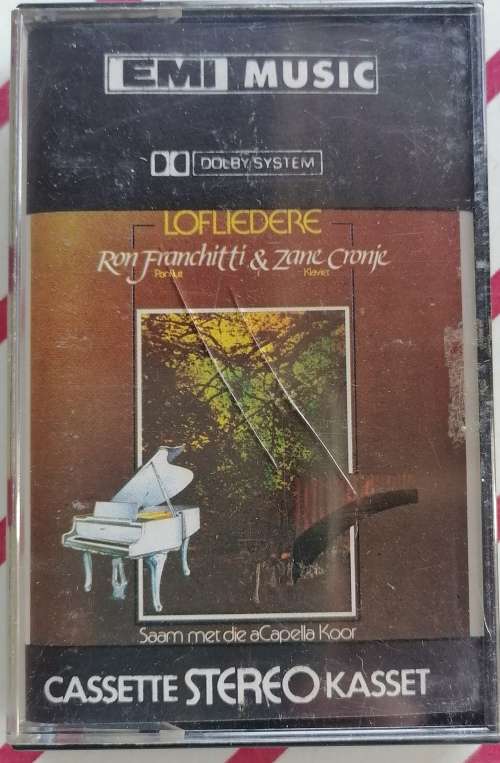 EMI MUSIC
DOLBY SYSTEM
LOFLIEDERE
Ron Franchitti & Zane Cronje
Panfluit Klavier
Saam met die aCapella Koor
CASSETTE STEREO KASSET